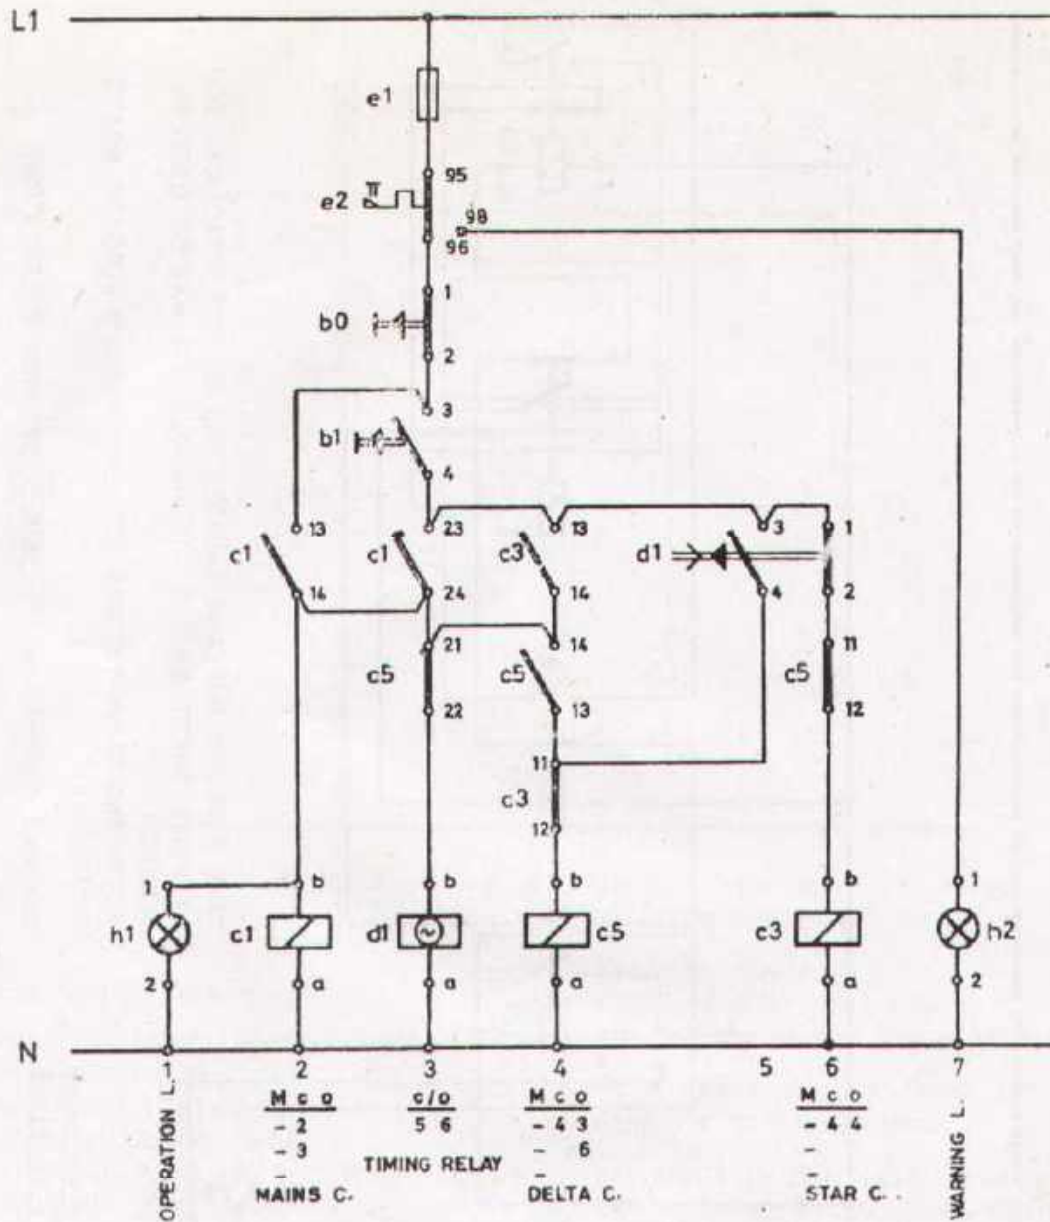 L1
e1
95
e2
98
96
1
b0
2
3
b1
4
13 23 13 3 1
c1 c1 c3 d1
14 24 14 4 2
21 14 11
c5 c5 c5
22 13 12
11
c3
12
1 b b b b 1
h1 c1 d1 c5 c3 h2
2 a a a a 2
N
1 2 3 4 5 6 7
OPERATION L.
M c o
- 2
- 3
-
MAINS C.
c/o
5 6
TIMING RELAY
M c o
- 4 3
- 6
-
DELTA C.
M c o
- 4 4
-
-
STAR C.
WARNING L.